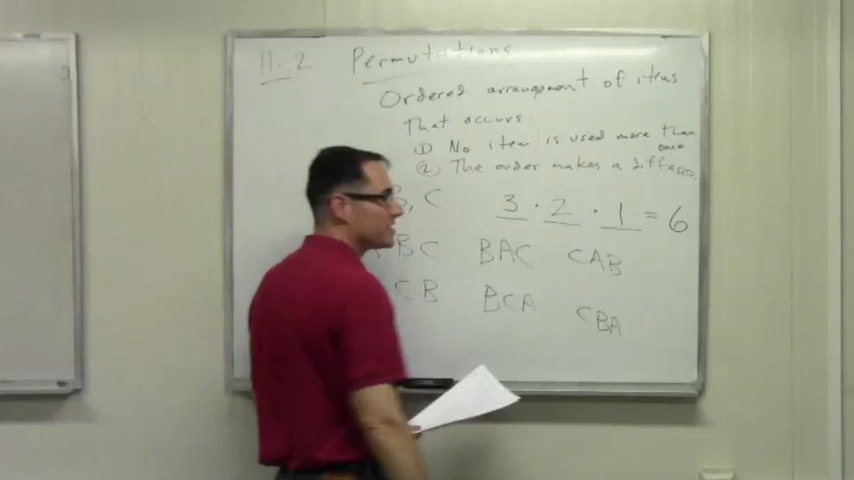 11.2 Permutations
Ordered arrangement of items
that occurs:
① No item is used more than
once
② The order makes a difference.
B, C
3 · 2 · 1 = 6
BC BAC CAB
CB BCA CBA